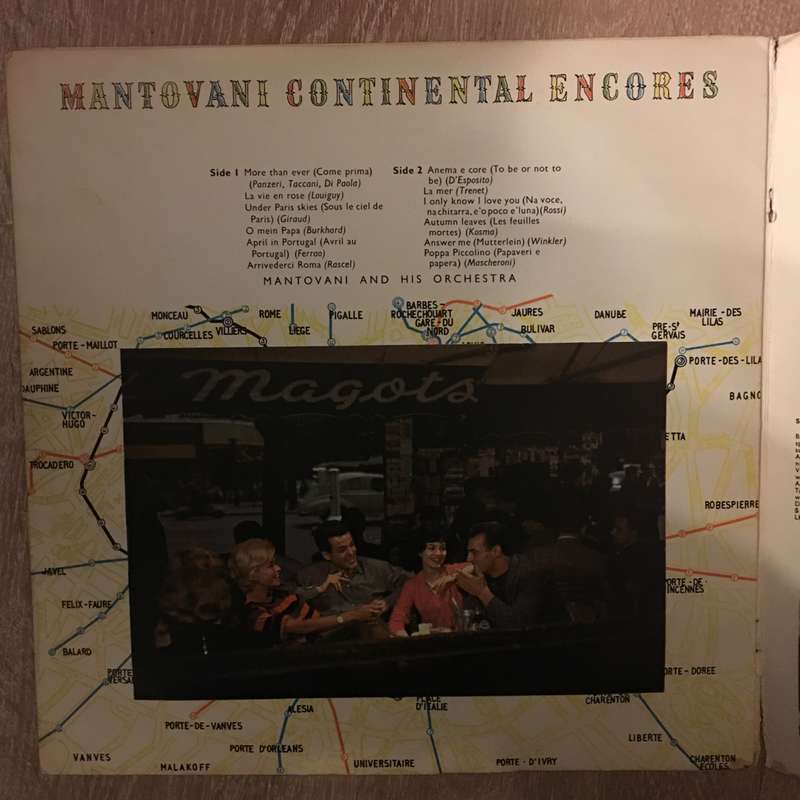 MANTOVANI CONTINENTAL ENCORES
Side 1 More than ever (Come prima)
(Panzeri, Taccani, Di Paola)
La vie en rose (Louiguy)
Under Paris skies (Sous le ciel de
Paris) (Giraud)
O mein Papa (Burkhard)
April in Portugal (Avril au
Portugal) (Ferrao)
Arrivederci Roma (Rascel)
Side 2 Anema e core (To be or not to
be) (D'Esposito)
La mer (Trenet)
I only know I love you (Na voce,
na chitarra, e'o poco e'luna)(Rossi)
Autumn leaves (Les feuilles
mortes) (Kosma)
Answer me (Mutterlein) (Winkler)
Poppa Piccolino (Papaveri e
papera) (Mascheroni)
MANTOVANI AND HIS ORCHESTRA
SABLONS
PORTE-MAILLOT
MONCEAU
COURCELLES
VILLIERS
ROME
LIEGE
PIGALLE
BARBES-
ROCHECHOUART
GARE·DU
NORD
JAURES
BULIVAR
DANUBE
PRE-ST
GERVAIS
MAIRIE-DES
LILAS
PORTE-DES-LILA
ARGENTINE
DAUPHINE
VICTOR-
HUGO
TROCADERO
BAGNO
ETTA
ROBESPIERRE
Magots
JAVEL
FELIX-FAURE
BALARD
PORTE-
VERSA
PORTE-DE-
INCENNES
ORTE-DOREE
CHARENTON
ALESIA
PLACE
D'ITALIE
PORTE-DE-VANVES
PORTE D'ORLEANS
VANVES
MALAKOFF
UNIVERSITAIRE
PORTE-D'IVRY
LIBERTE
CHARENTON
ECOLES